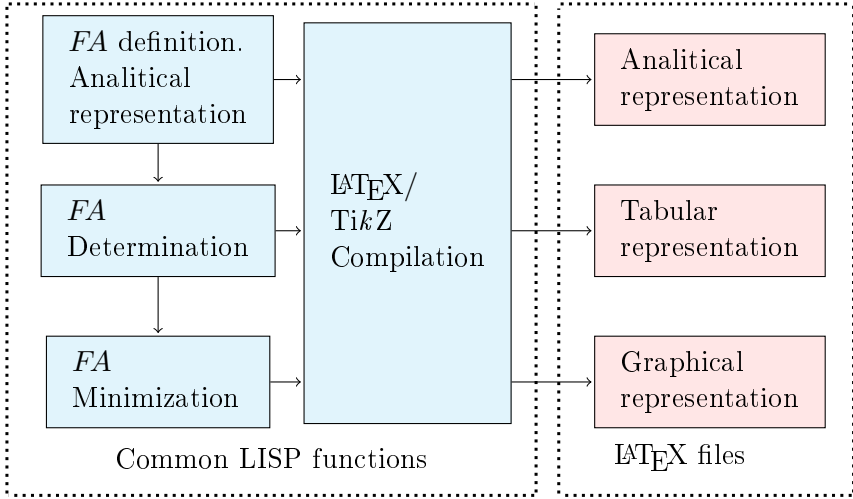 FA definition.
Analitical
representation
FA
Determination
FA
Minimization
LATEX/
TikZ
Compilation
Common LISP functions
Analitical
representation
Tabular
representation
Graphical
representation
LATEX files